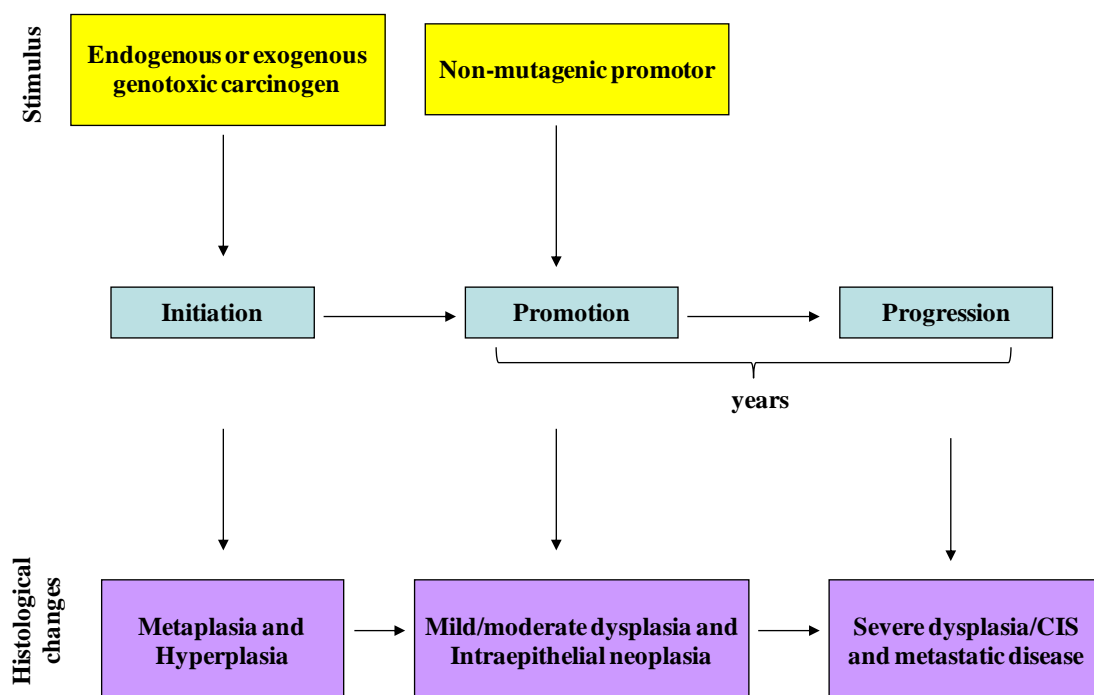 Stimulus
Endogenous or exogenous
genotoxic carcinogen
Non-mutagenic promotor
Initiation
Promotion
Progression
years
Histological
changes
Metaplasia and
Hyperplasia
Mild/moderate dysplasia and
Intraepithelial neoplasia
Severe dysplasia/CIS
and metastatic disease